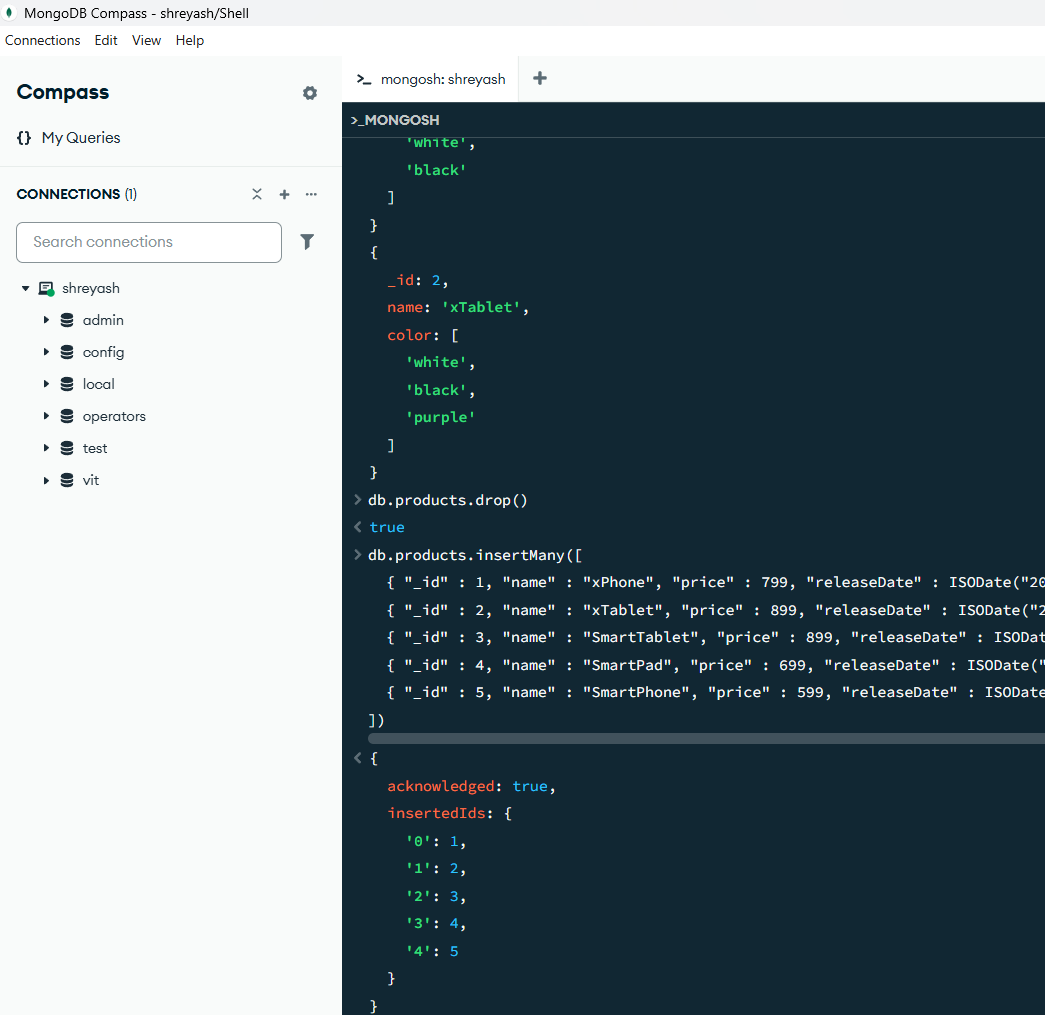 MongoDB Compass - shreyash/Shell
Connections Edit View Help
Compass
{} My Queries
CONNECTIONS (1)
Search connections
shreyash
admin
config
local
operators
test
vit
>_ mongosh: shreyash +
>_MONGOSH
'white',
'black'
]
}
{
_id: 2,
name: 'xTablet',
color: [
'white',
'black',
'purple'
]
}
> db.products.drop()
< true
> db.products.insertMany([
{ "_id" : 1, "name" : "xPhone", "price" : 799, "releaseDate" : ISODate("20
{ "_id" : 2, "name" : "xTablet", "price" : 899, "releaseDate" : ISODate("2
{ "_id" : 3, "name" : "SmartTablet", "price" : 899, "releaseDate" : ISODat
{ "_id" : 4, "name" : "SmartPad", "price" : 699, "releaseDate" : ISODate("
{ "_id" : 5, "name" : "SmartPhone", "price" : 599, "releaseDate" : ISODate
])
< {
acknowledged: true,
insertedIds: {
'0': 1,
'1': 2,
'2': 3,
'3': 4,
'4': 5
}
}